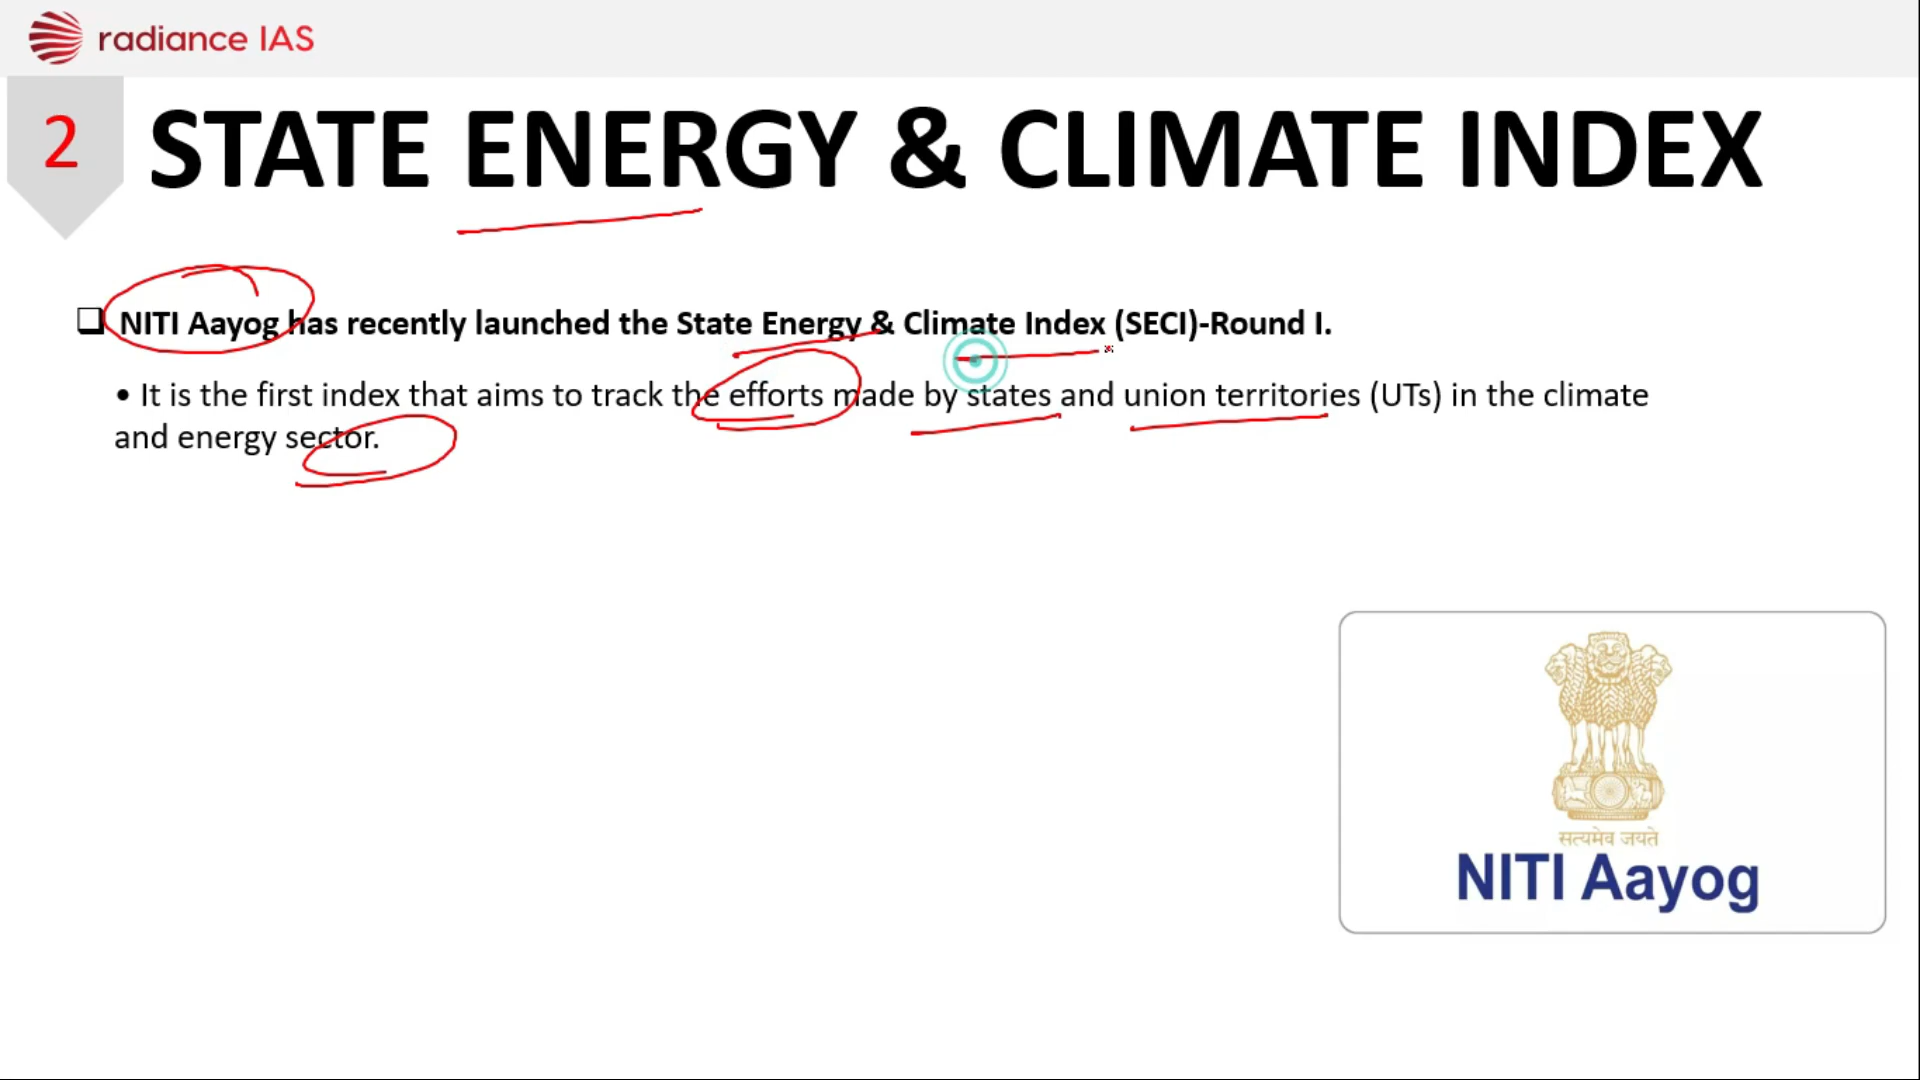 radiance IAS
2
STATE ENERGY & CLIMATE INDEX
NITI Aayog has recently launched the State Energy & Climate Index (SECI)-Round I.
• It is the first index that aims to track the efforts made by states and union territories (UTs) in the climate
and energy sector.
सत्यमेव जयते
NITI Aayog